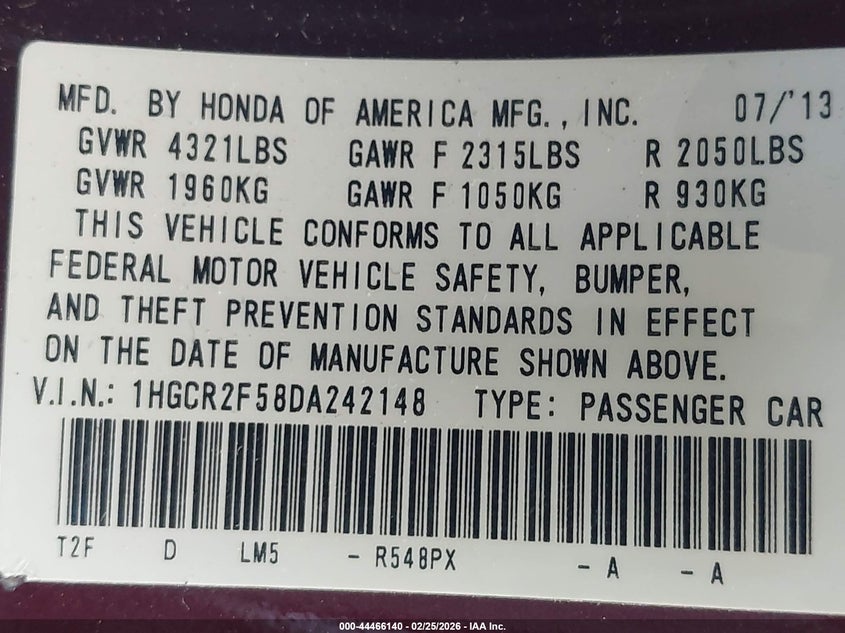 MFD. BY HONDA OF AMERICA MFG., INC. 07/'13
GVWR 4321LBS GAWR F 2315LBS R 2050LBS
GVWR 1960KG GAWR F 1050KG R 930KG
THIS VEHICLE CONFORMS TO ALL APPLICABLE
FEDERAL MOTOR VEHICLE SAFETY, BUMPER,
AND THEFT PREVENTION STANDARDS IN EFFECT
ON THE DATE OF MANUFACTURE SHOWN ABOVE.
V.I.N.: 1HGCR2F58DA242148 TYPE: PASSENGER CAR
T2F D LM5 - R548PX - A - A
000-44466140 - 02/25/2026 - IAA Inc.